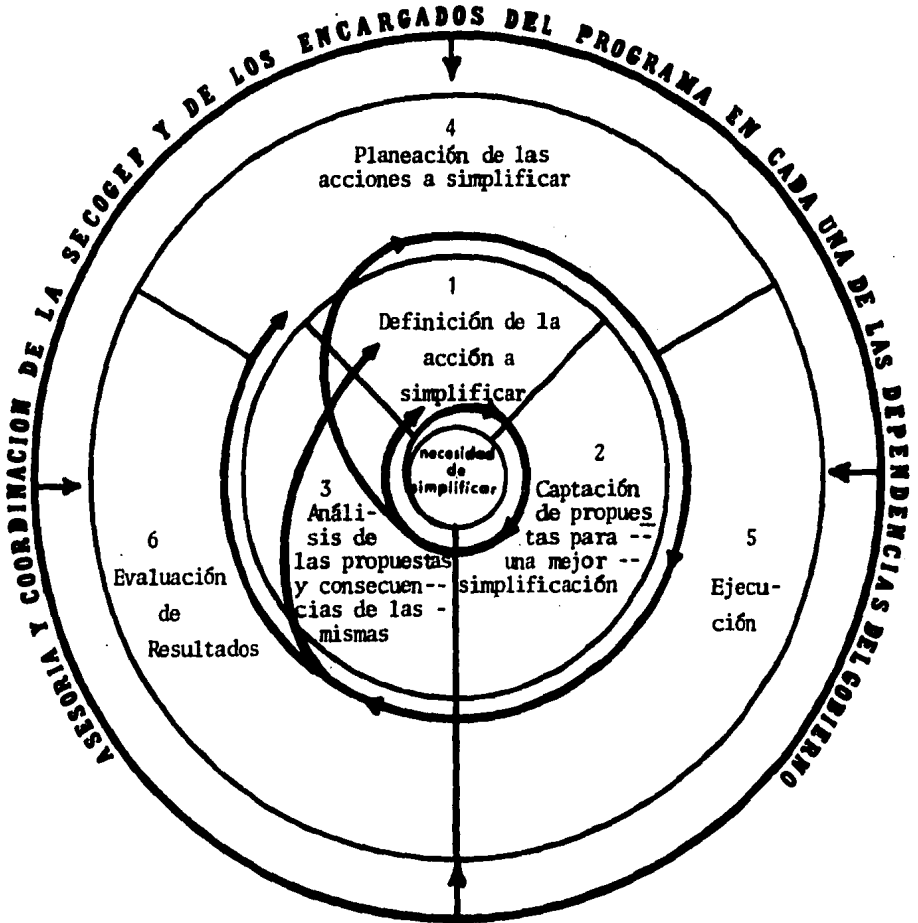 ASESORIA Y COORDINACION DE LA SECOGEF Y DE LOS ENCARGADOS DEL PROGRAMA EN CADA UNA DE LAS DEPENDENCIAS DEL GOBIERNO
4
Planeación de las
acciones a simplificar
1
Definición de la
acción a
simplificar
necesidad
de
simplificar
2
Captación
de propues
tas para --
una mejor --
simplificación
3
Análi-
sis de
las propuestas
y consecuen--
cias de las -
mismas
5
Ejecu-
ción
6
Evaluación
de
Resultados